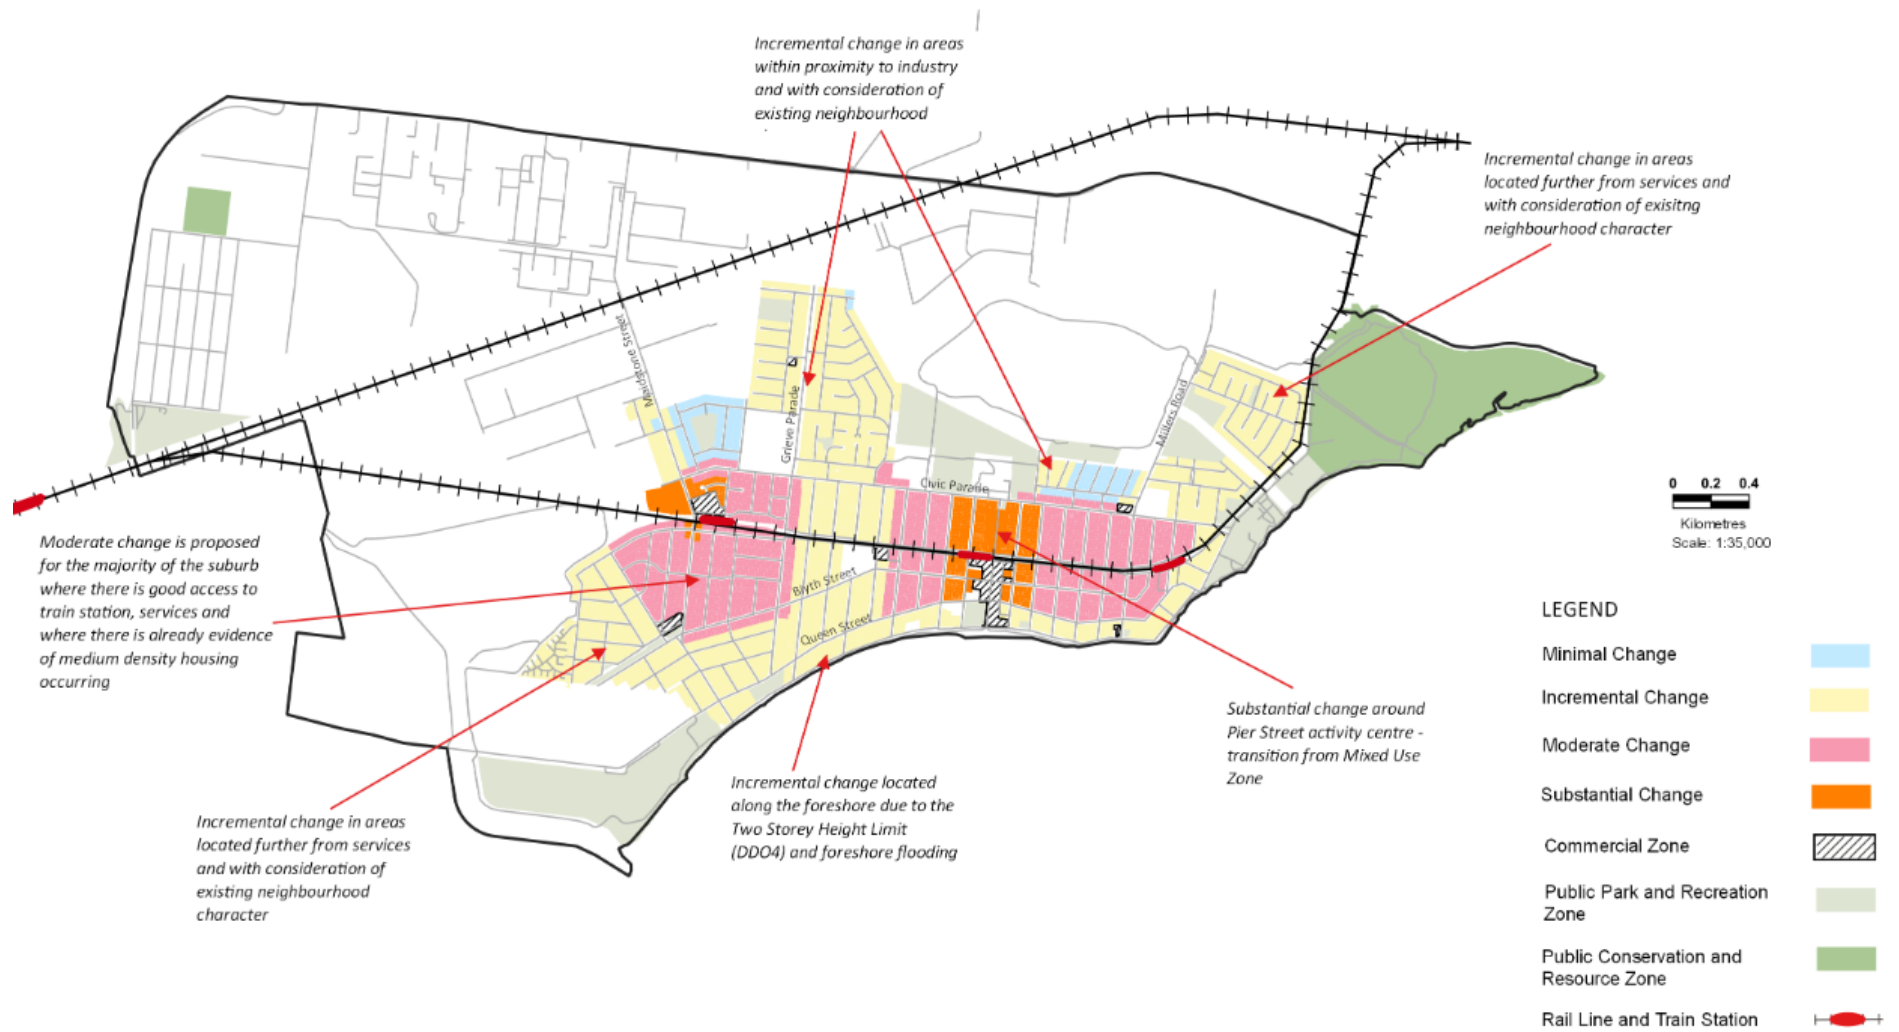 Incremental change in areas
within proximity to industry
and with consideration of
existing neighbourhood
Incremental change in areas
located further from services and
with consideration of exisitng
neighbourhood character
Maidstone Street
Grieve Parade
Millers Road
Civic Parade
Blyth Street
Queen Street
0 0.2 0.4
Kilometres
Scale: 1:35,000
Moderate change is proposed
for the majority of the suburb
where there is good access to
train station, services and
where there is already evidence
of medium density housing
occurring
Substantial change around
Pier Street activity centre -
transition from Mixed Use
Zone
Incremental change located
along the foreshore due to the
Two Storey Height Limit
(DDO4) and foreshore flooding
Incremental change in areas
located further from services
and with consideration of
existing neighbourhood
character
LEGEND
Minimal Change
Incremental Change
Moderate Change
Substantial Change
Commercial Zone
Public Park and Recreation
Zone
Public Conservation and
Resource Zone
Rail Line and Train Station